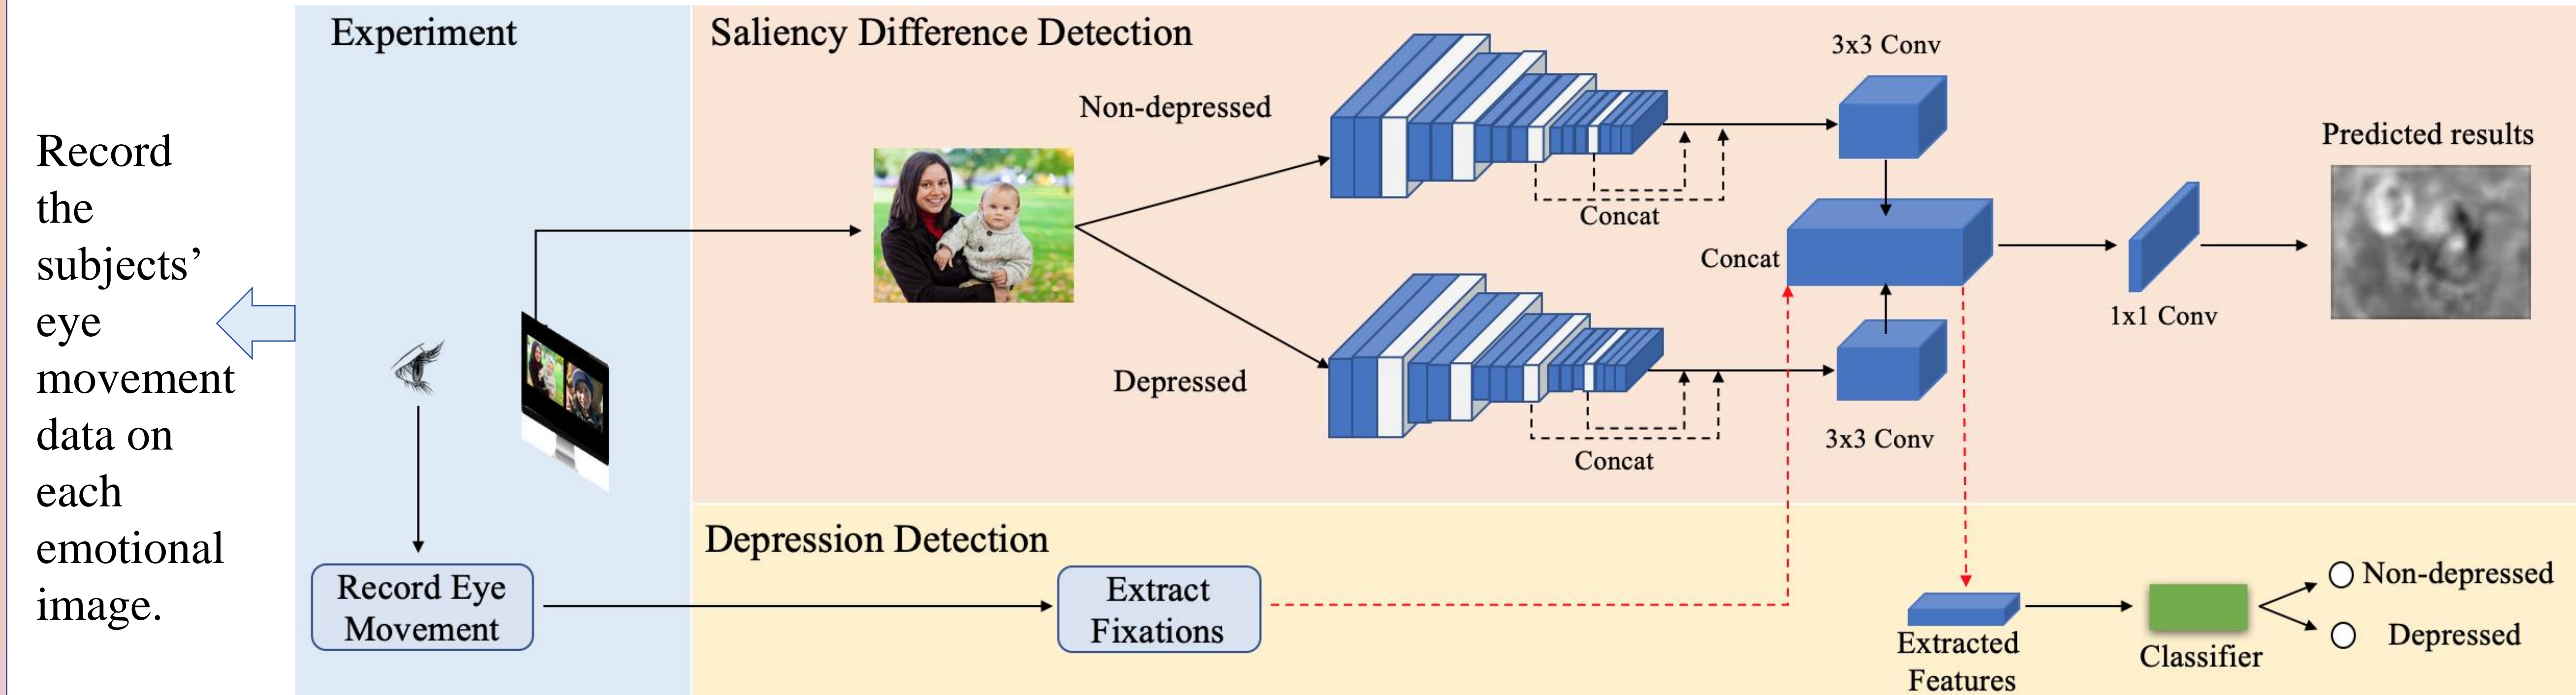 Record
the
subjects’
eye
movement
data on
each
emotional
image.
Experiment
Record Eye
Movement
Saliency Difference Detection
Non-depressed
Concat
3x3 Conv
Depressed
Concat
3x3 Conv
Concat
1x1 Conv
Predicted results
Depression Detection
Extract
Fixations
Extracted
Features
Classifier
Non-depressed
Depressed